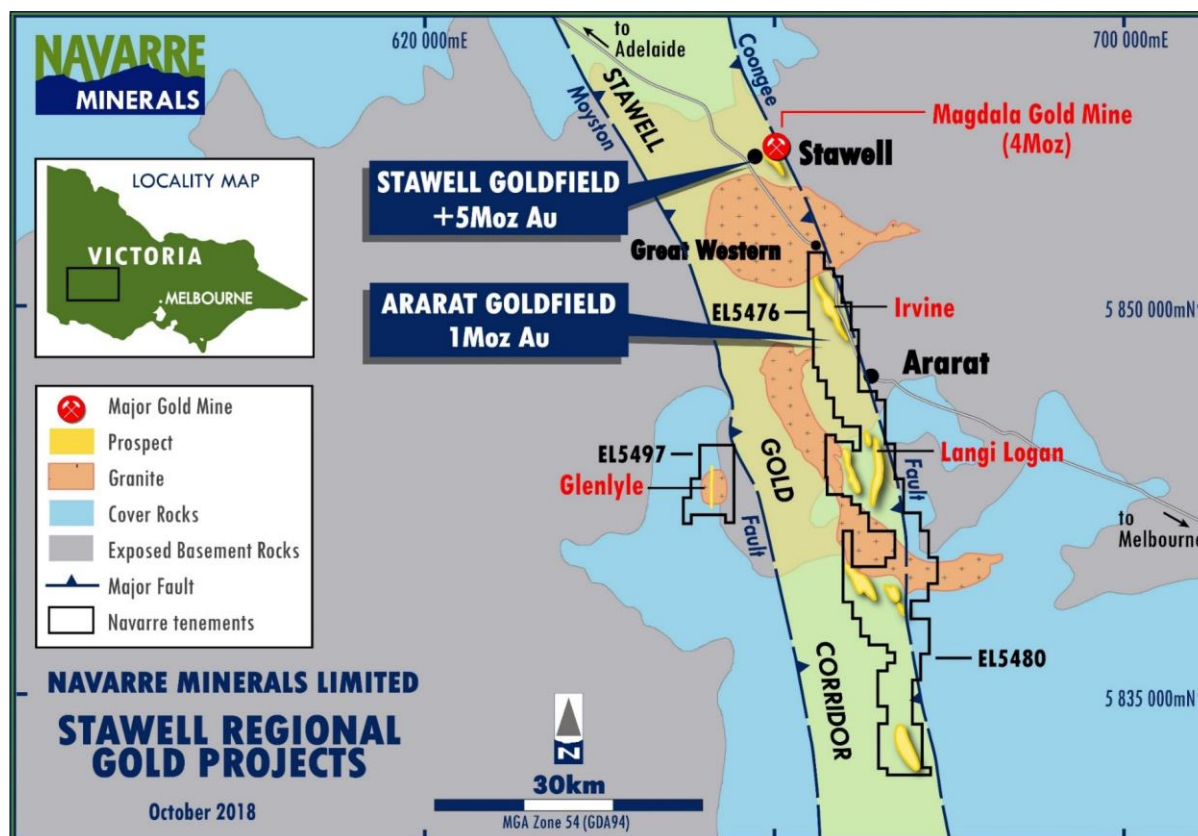 NAVARRE
MINERALS
620 000mE
700 000mE
to
Adelaide
Coongee
STAWELL
Moyston
Magdala Gold Mine
(4Moz)
Stawell
LOCALITY MAP
VICTORIA
MELBOURNE
STAWELL GOLDFIELD
+5Moz Au
Great Western
ARARAT GOLDFIELD
1Moz Au
EL5476
Irvine
5 850 000mN
Ararat
Major Gold Mine
Prospect
Granite
Cover Rocks
Exposed Basement Rocks
Major Fault
Navarre tenements
EL5497
Glenlyle
GOLD
Fault
Langi Logan
Fault
to
Melbourne
EL5480
CORRIDOR
5 835 000mN
NAVARRE MINERALS LIMITED
STAWELL REGIONAL
GOLD PROJECTS
October 2018
N
30km
MGA Zone 54 (GDA94)